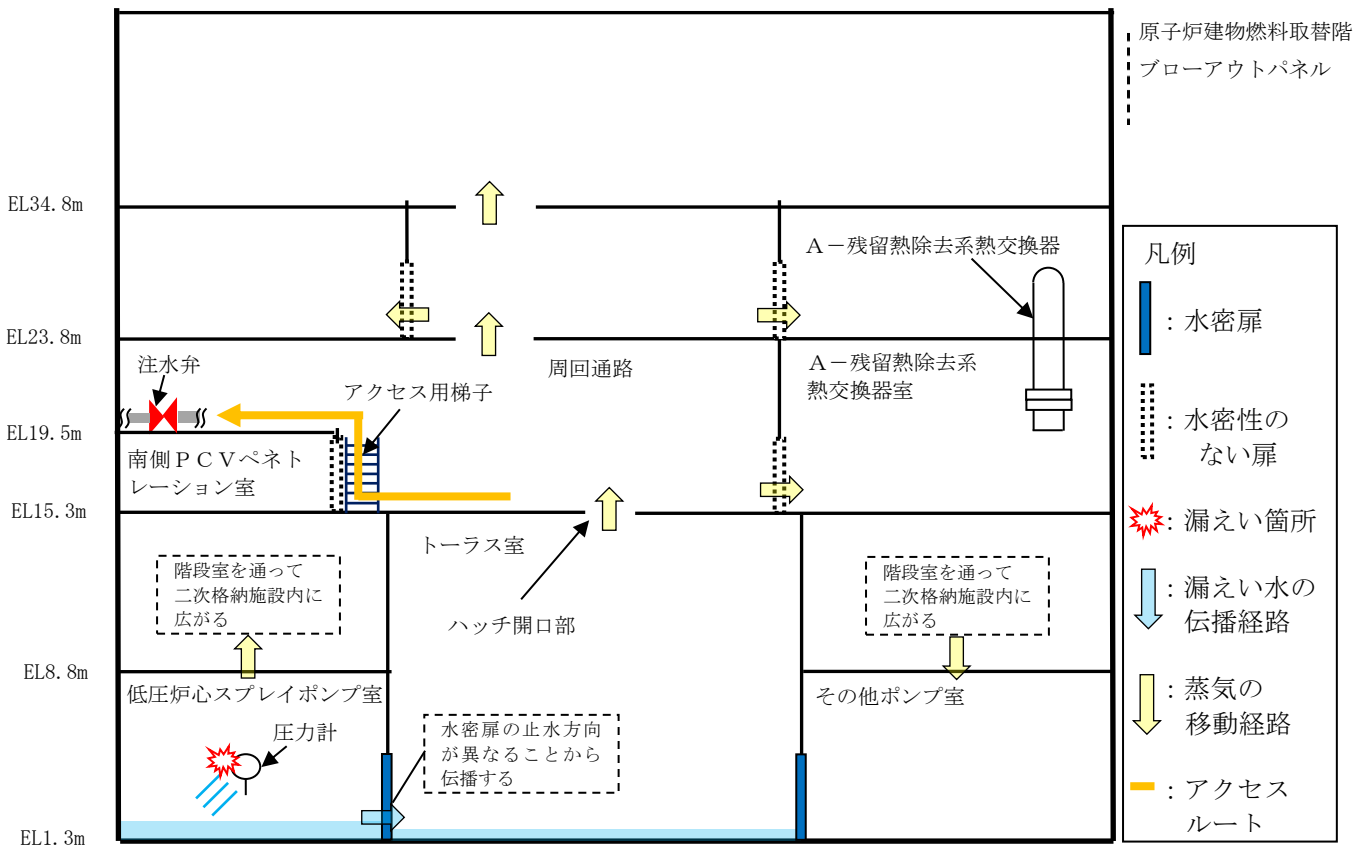 原子炉建物燃料取替階
ブローアウトパネル
EL34.8m
A－残留熱除去系熱交換器
凡例
：水密扉
EL23.8m
注水弁
アクセス用梯子
周回通路
A－残留熱除去系
熱交換器室
：水密性の
ない扉
EL19.5m
南側ＰＣＶペネト
レーション室
EL15.3m
：漏えい箇所
トーラス室
階段室を通って
二次格納施設内に
広がる
ハッチ開口部
階段室を通って
二次格納施設内に
広がる
：漏えい水の
伝播経路
EL8.8m
低圧炉心スプレイポンプ室
その他ポンプ室
：蒸気の
移動経路
圧力計
水密扉の止水方向
が異なることから
伝播する
：アクセス
ルート
EL1.3m